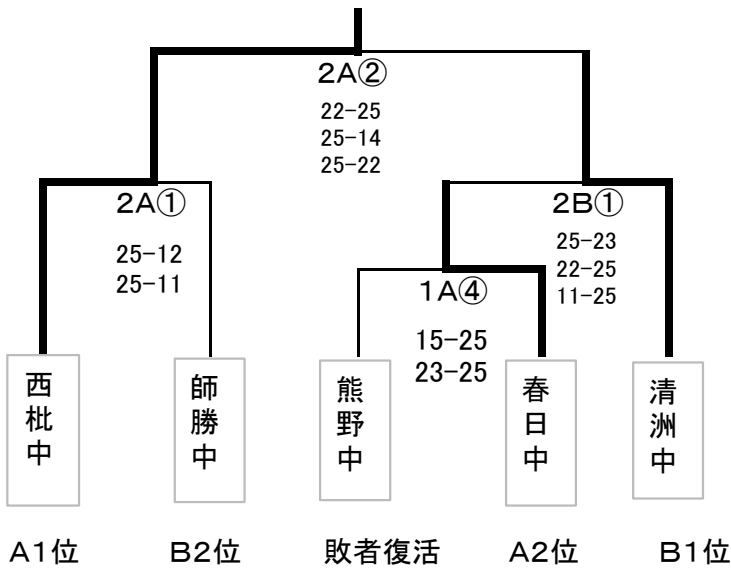 2A②
22-25
25-14
25-22
2A①
25-12
25-11
2B①
25-23
22-25
11-25
1A④
15-25
23-25
西枇中
師勝中
熊野中
春日中
清洲中
A1位
B2位
敗者復活
A2位
B1位